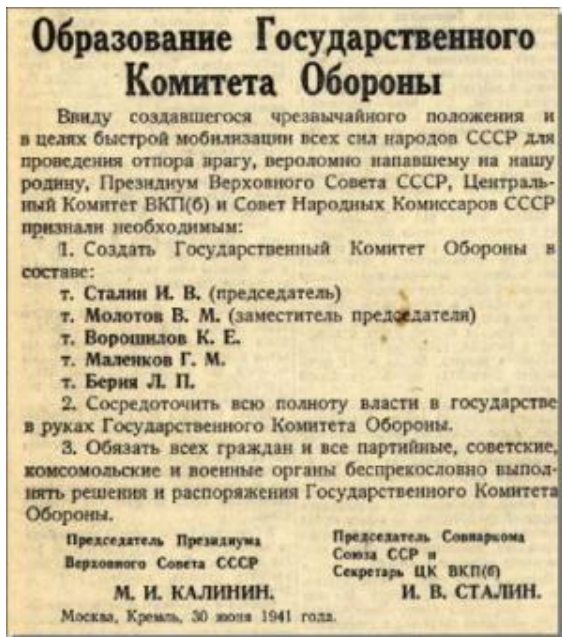 Образование Государственного
Комитета Обороны
Ввиду создавшегося чрезвычайного положения и
в целях быстрой мобилизации всех сил народов СССР для
проведения отпора врагу, вероломно напавшему на нашу
родину, Президиум Верховного Совета СССР, Централь-
ный Комитет ВКП(б) и Совет Народных Комиссаров СССР
признали необходимым:
1. Создать Государственный Комитет Обороны в
составе:
т. Сталин И. В. (председатель)
т. Молотов В. М. (заместитель председателя)
т. Ворошилов К. Е.
т. Маленков Г. М.
т. Берия Л. П.
2. Сосредоточить всю полноту власти в государстве
в руках Государственного Комитета Обороны.
3. Обязать всех граждан и все партийные, советские,
комсомольские и военные органы беспрекословно выпол-
нять решения и распоряжения Государственного Комитета
Обороны.
Председатель Президиума
Верховного Совета СССР
М. И. КАЛИНИН.
Председатель Совнаркома
Союза ССР и
Секретарь ЦК ВКП(б)
И. В. СТАЛИН.
Москва, Кремль, 30 июня 1941 года.